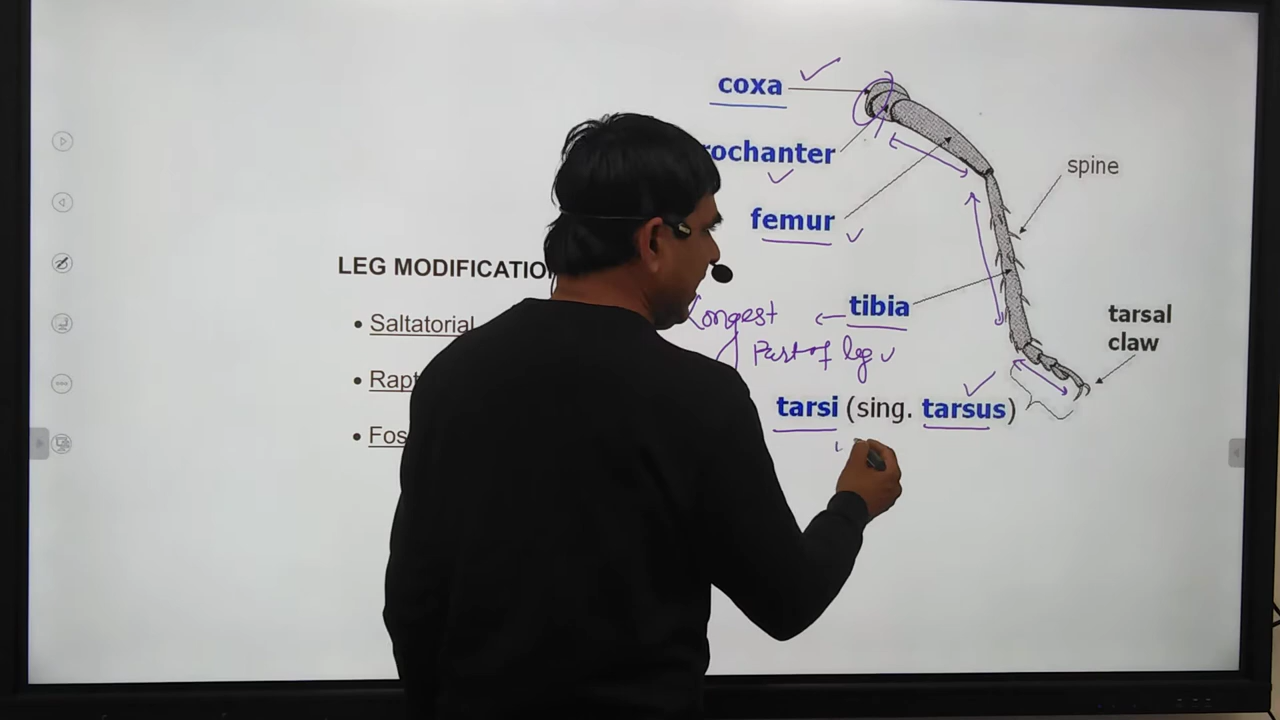 coxa
rochanter
femur
spine
LEG MODIFICATIO
Saltatorial
Longest ← tibia
Part of leg
tarsal
claw
Rapt
tarsi (sing. tarsus)
Fos